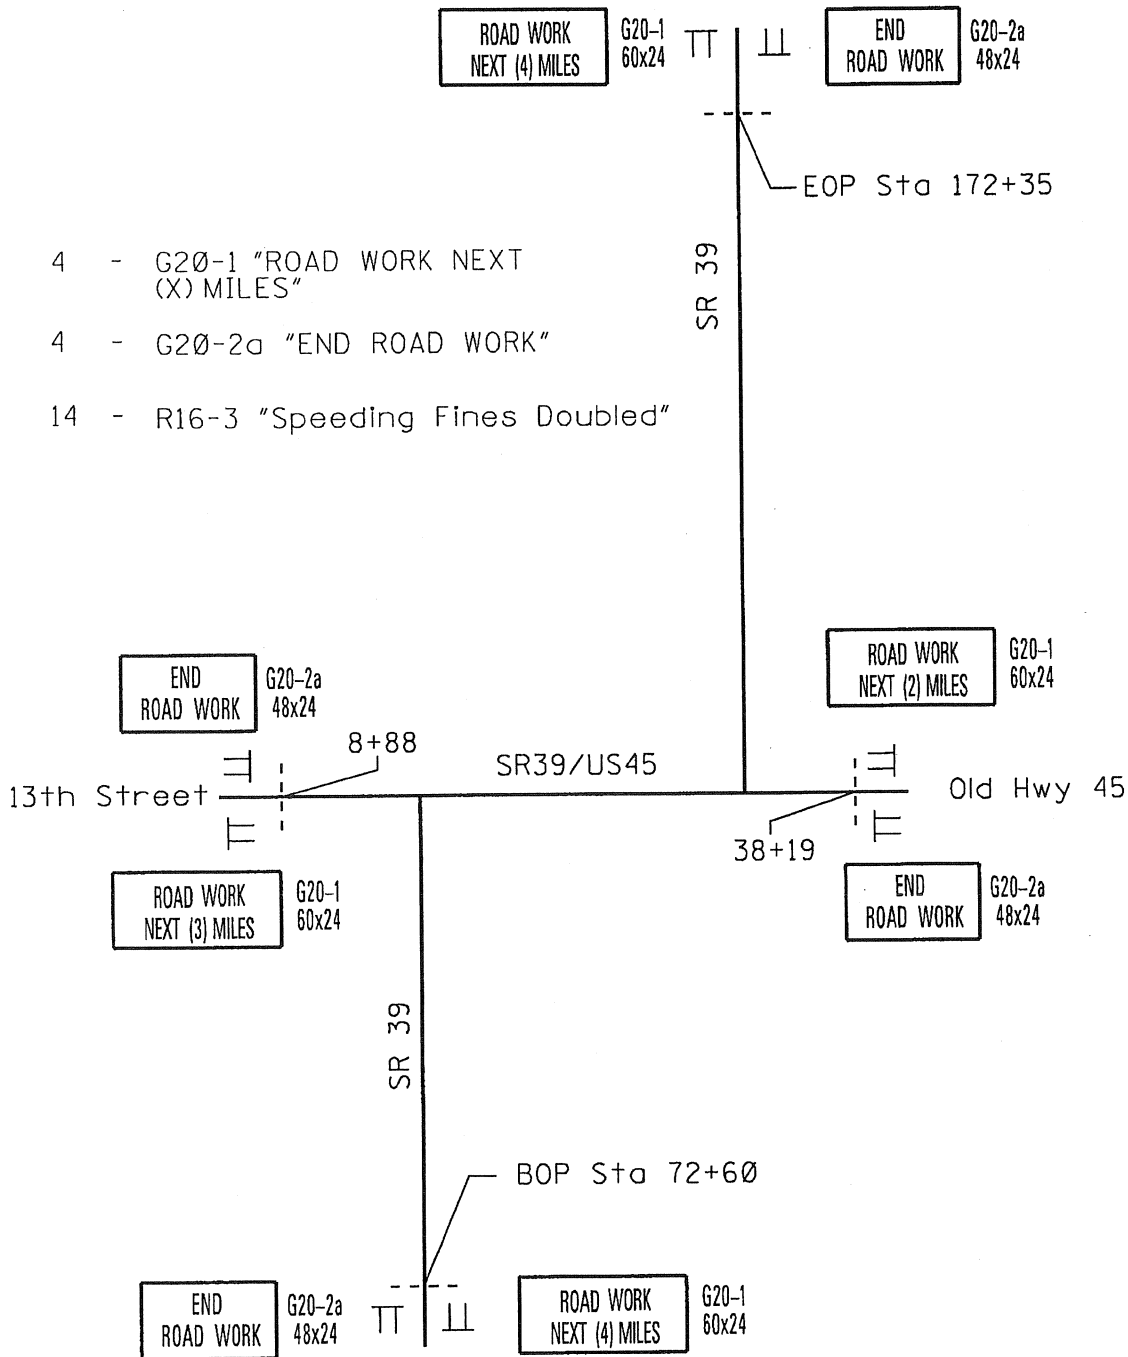 ROAD WORK
NEXT (4) MILES
G20-1
60x24
END
ROAD WORK
G20-2a
48x24
EOP Sta 172+35
SR 39
4 - G20-1 "ROAD WORK NEXT
(X) MILES"
4 - G20-2a "END ROAD WORK"
14 - R16-3 "Speeding Fines Doubled"
ROAD WORK
NEXT (2) MILES
G20-1
60x24
END
ROAD WORK
G20-2a
48x24
8+88
SR39/US45
13th Street
Old Hwy 45
38+19
ROAD WORK
NEXT (3) MILES
G20-1
60x24
END
ROAD WORK
G20-2a
48x24
SR 39
BOP Sta 72+60
END
ROAD WORK
G20-2a
48x24
ROAD WORK
NEXT (4) MILES
G20-1
60x24